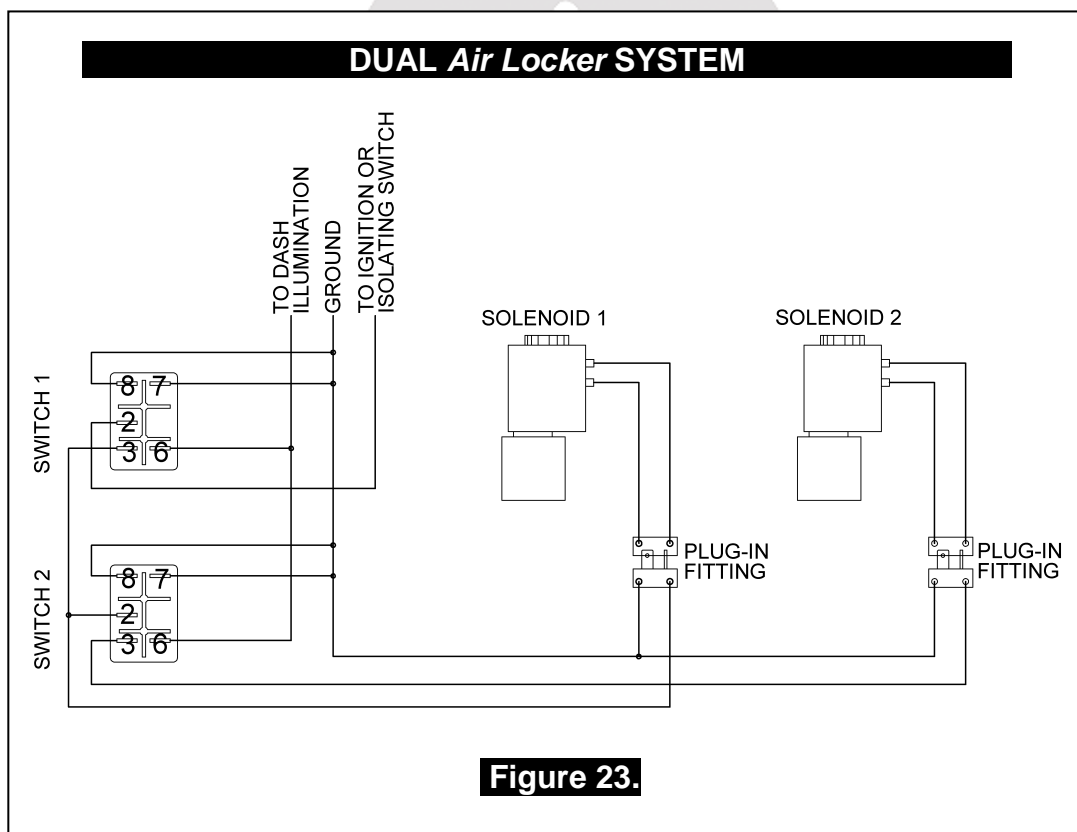 DUAL Air Locker SYSTEM
TO DASH
ILLUMINATION
GROUND
TO IGNITION OR
ISOLATING SWITCH
SOLENOID 1
SOLENOID 2
SWITCH 1
8 7
2
3 6
SWITCH 2
8 7
2
3 6
PLUG-IN
FITTING
PLUG-IN
FITTING
Figure 23.